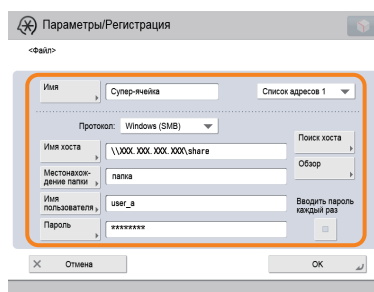 Параметры/Регистрация
<Файл>
Имя
Супер-ячейка
Список адресов 1
Протокол: Windows (SMB)
Имя хоста
\\XXX.XXX.XXX.XXX\share
Поиск хоста
Местонахож-
дение папки
папка
Обзор
Имя
пользователя
user_a
Вводить пароль
каждый раз
Пароль
********
Отмена
OK